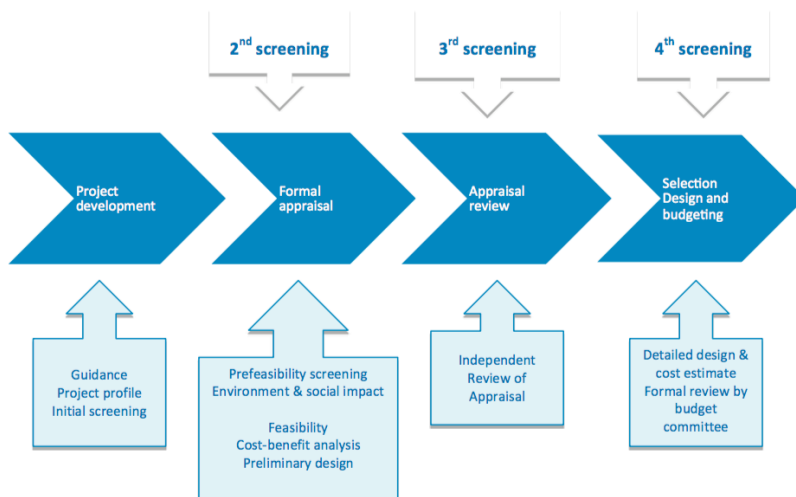 2nd screening
3rd screening
4th screening
Project
development
Formal
appraisal
Appraisal
review
Selection
Design and
budgeting
Guidance
Project profile
Initial screening
Prefeasibility screening
Environment & social impact
Feasibility
Cost-benefit analysis
Preliminary design
Independent
Review of
Appraisal
Detailed design &
cost estimate
Formal review by
budget
committee